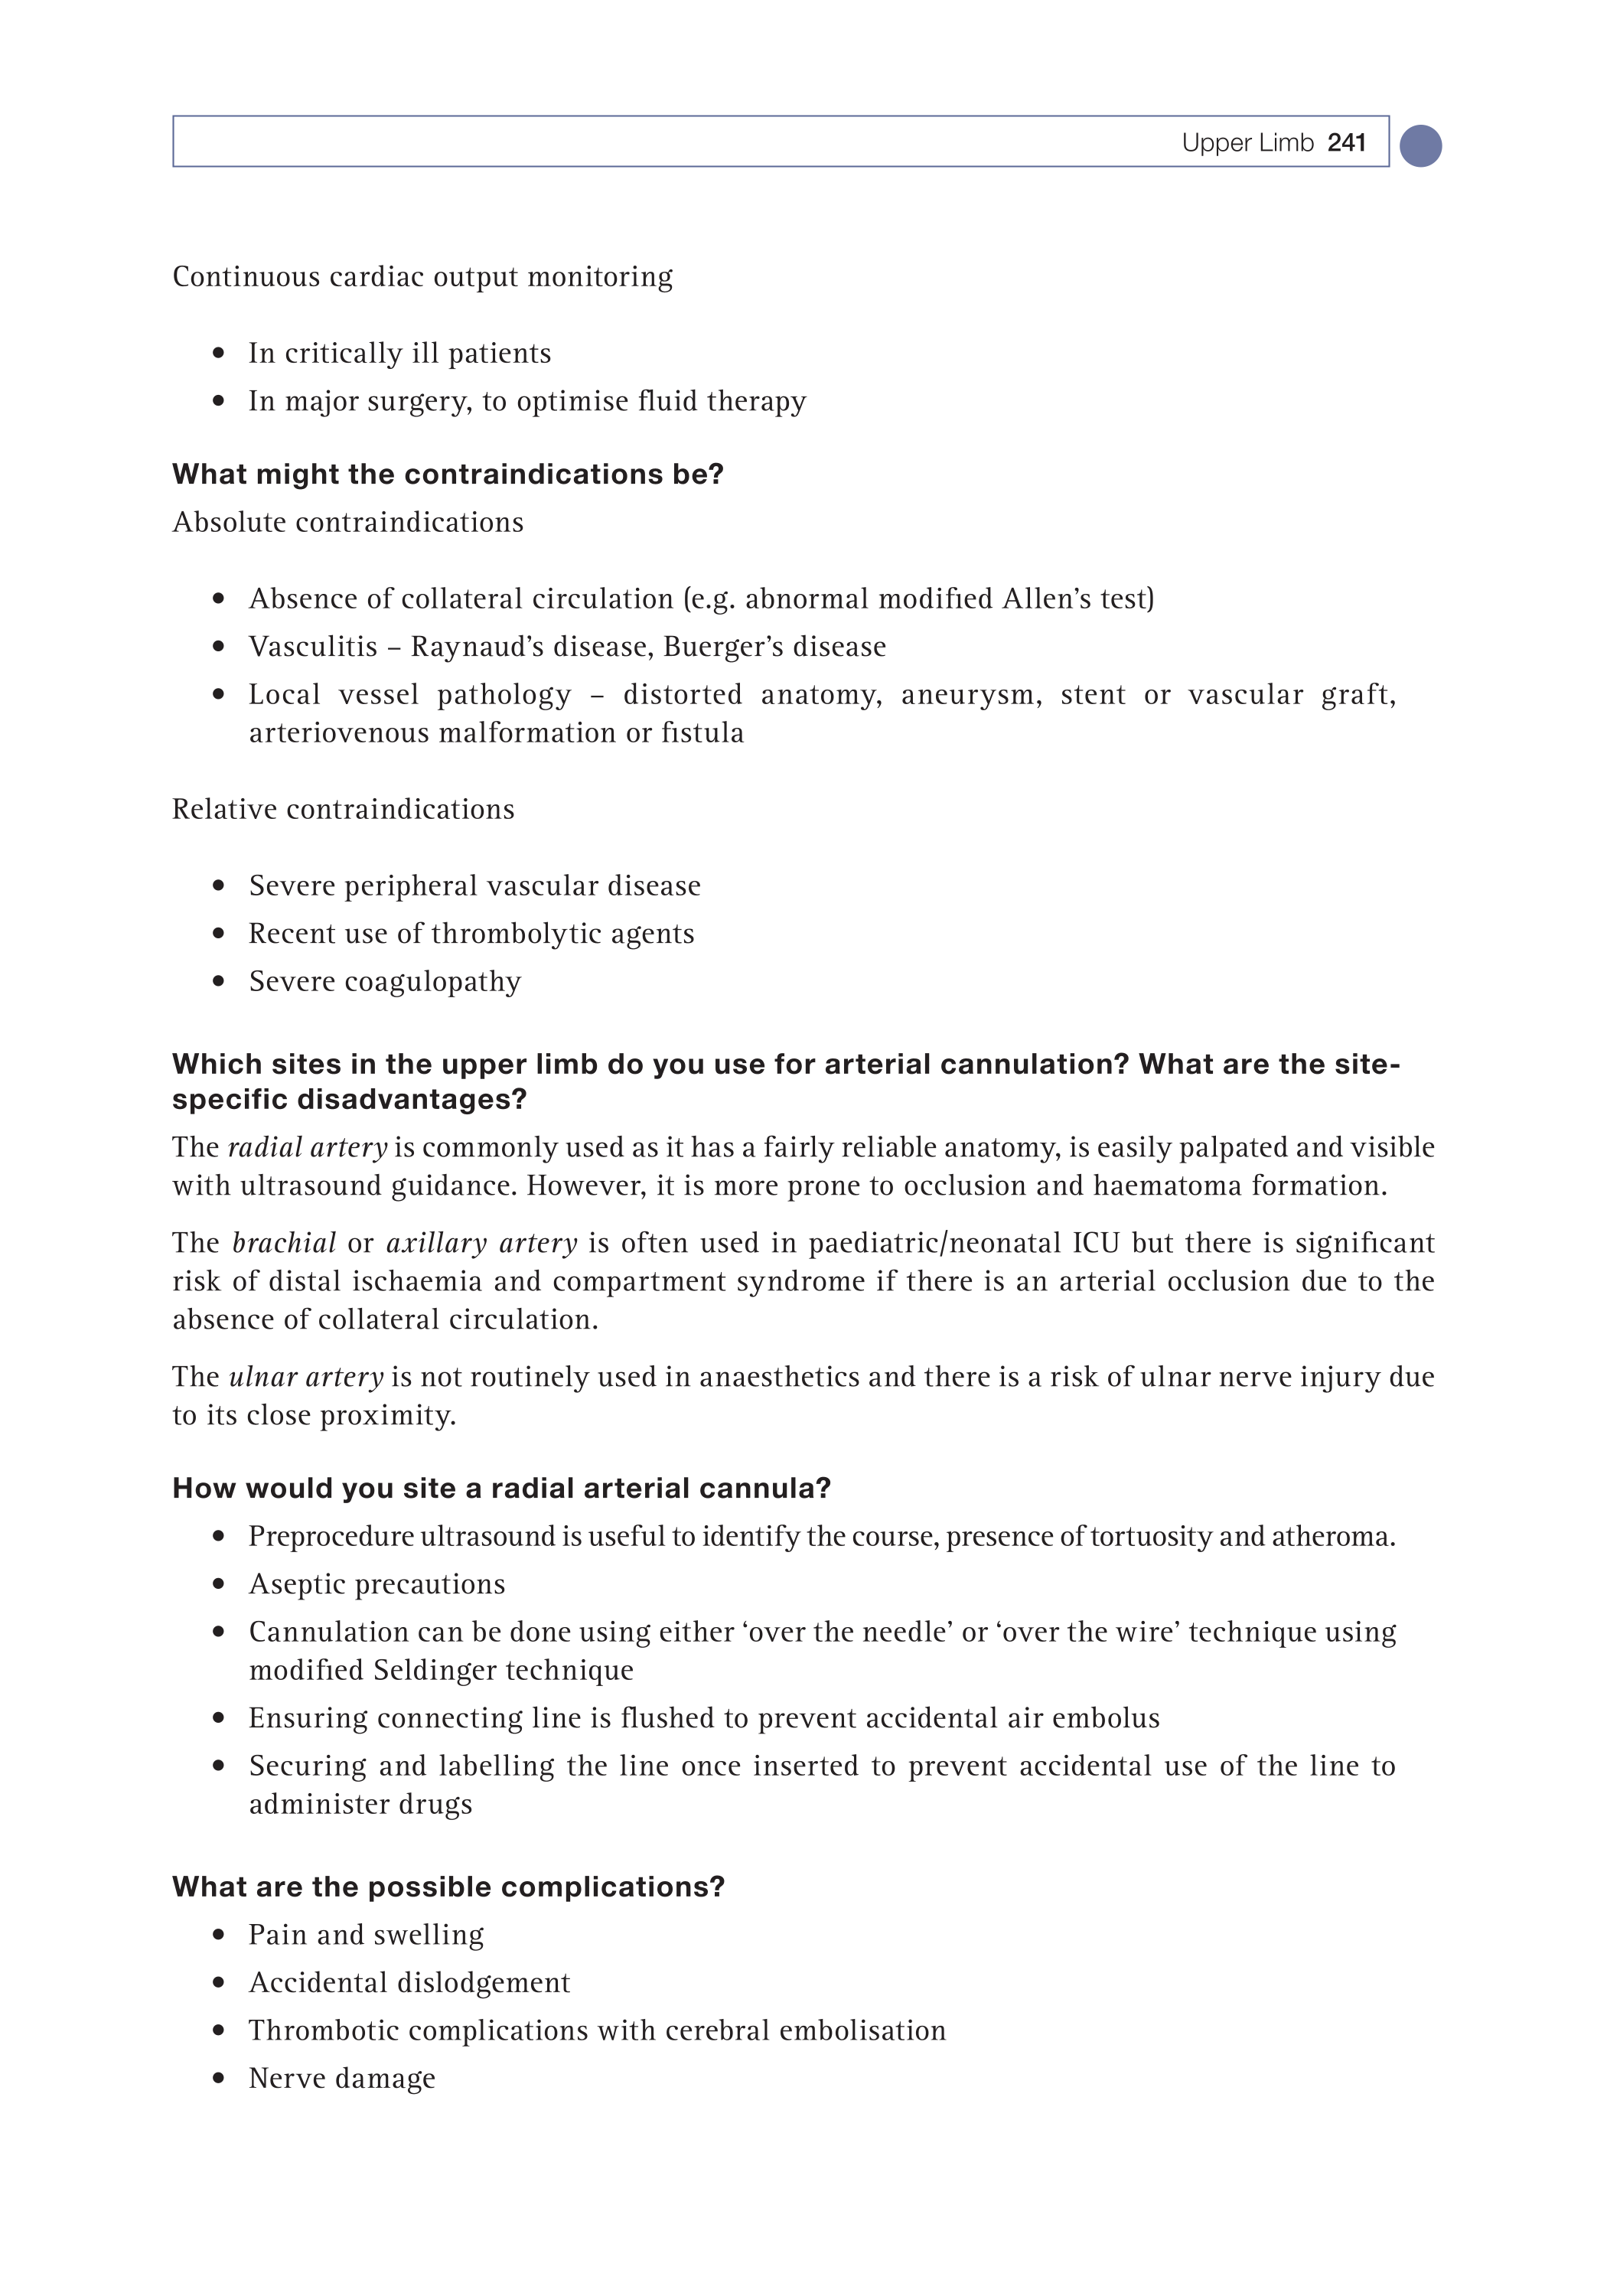 Upper Limb 241
Continuous cardiac output monitoring
• In critically ill patients
• In major surgery, to optimise fluid therapy
What might the contraindications be?
Absolute contraindications
• Absence of collateral circulation (e.g. abnormal modified Allen’s test)
• Vasculitis – Raynaud’s disease, Buerger’s disease
• Local vessel pathology – distorted anatomy, aneurysm, stent or vascular graft,
arteriovenous malformation or fistula
Relative contraindications
• Severe peripheral vascular disease
• Recent use of thrombolytic agents
• Severe coagulopathy
Which sites in the upper limb do you use for arterial cannulation? What are the site-
specific disadvantages?
The radial artery is commonly used as it has a fairly reliable anatomy, is easily palpated and visible
with ultrasound guidance. However, it is more prone to occlusion and haematoma formation.
The brachial or axillary artery is often used in paediatric/neonatal ICU but there is significant
risk of distal ischaemia and compartment syndrome if there is an arterial occlusion due to the
absence of collateral circulation.
The ulnar artery is not routinely used in anaesthetics and there is a risk of ulnar nerve injury due
to its close proximity.
How would you site a radial arterial cannula?
• Preprocedure ultrasound is useful to identify the course, presence of tortuosity and atheroma.
• Aseptic precautions
• Cannulation can be done using either ‘over the needle’ or ‘over the wire’ technique using
modified Seldinger technique
• Ensuring connecting line is flushed to prevent accidental air embolus
• Securing and labelling the line once inserted to prevent accidental use of the line to
administer drugs
What are the possible complications?
• Pain and swelling
• Accidental dislodgement
• Thrombotic complications with cerebral embolisation
• Nerve damage